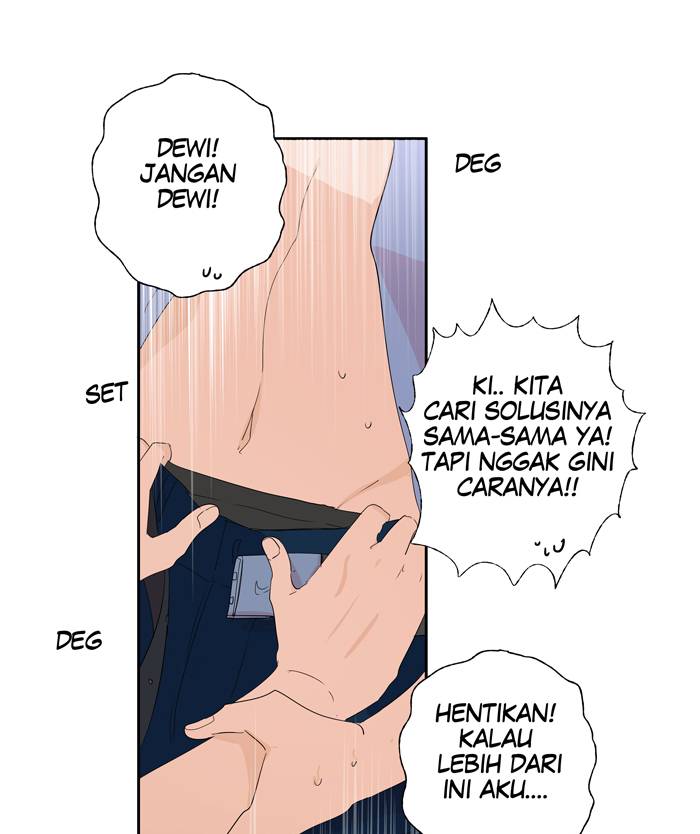 DEWI!
JANGAN
DEWI!
DEG
SET
KI.. KITA
CARI SOLUSINYA
SAMA-SAMA YA!
TAPI NGGAK GINI
CARANYA!!
DEG
HENTIKAN!
KALAU
LEBIH DARI
INI AKU....